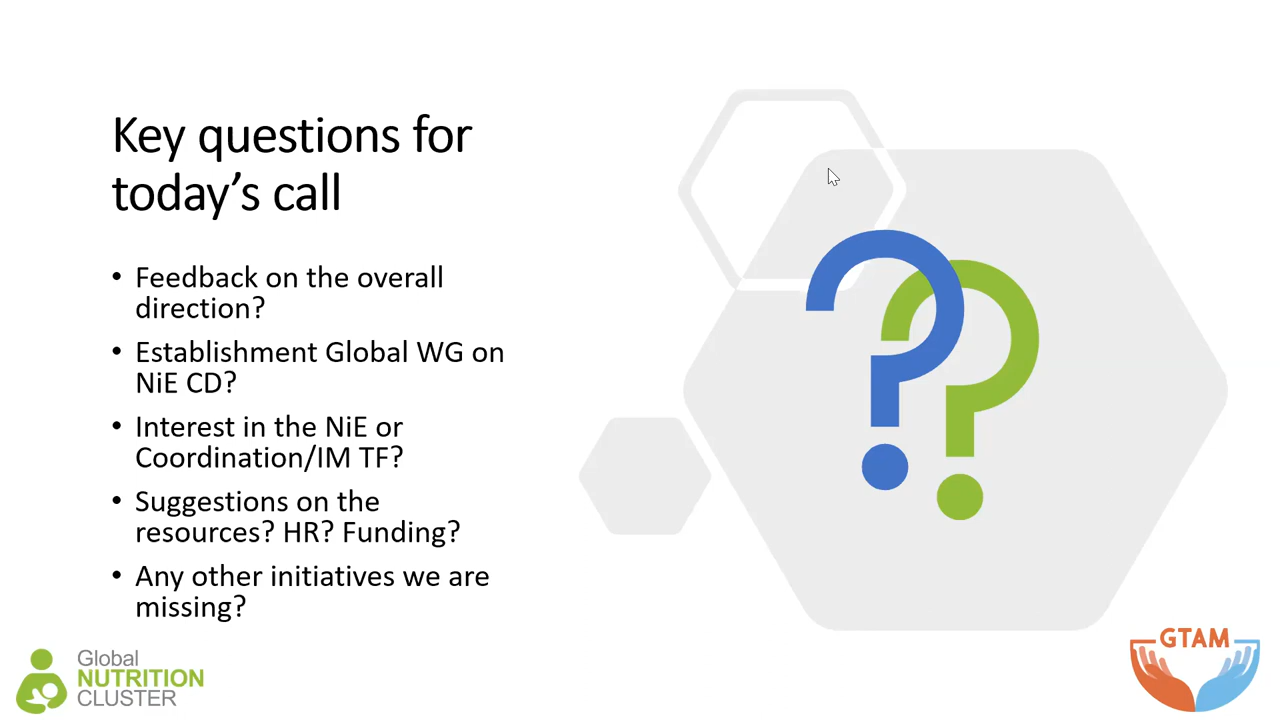 Key questions for
today's call
• Feedback on the overall
direction?
• Establishment Global WG on
NiE CD?
• Interest in the NiE or
Coordination/IM TF?
• Suggestions on the
resources? HR? Funding?
• Any other initiatives we are
missing?
??
Global
NUTRITION
CLUSTER
GTAM